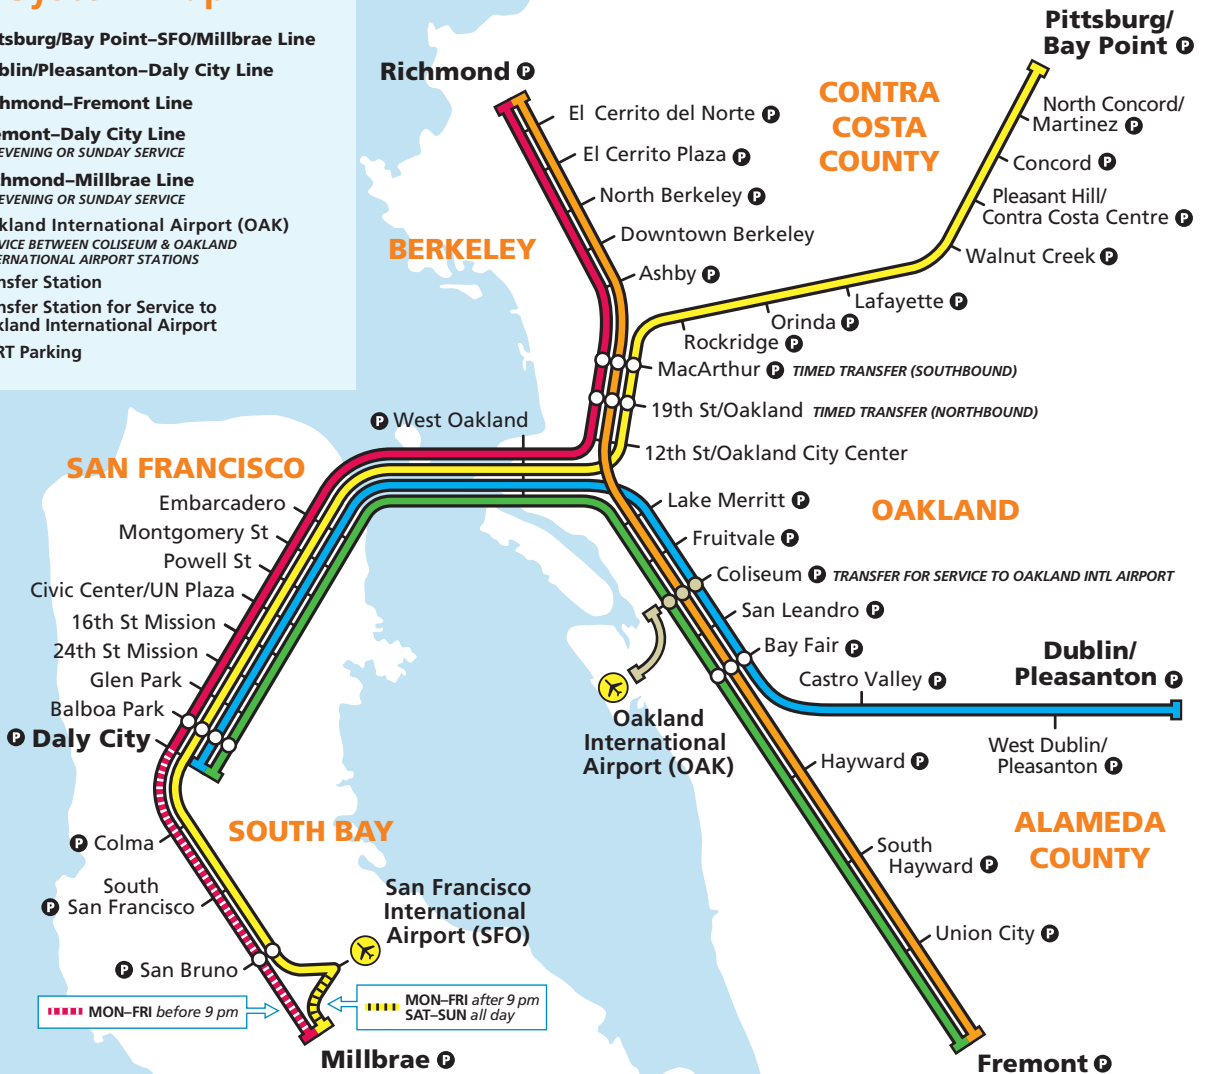 tsburg/Bay Point–SFO/Millbrae Line
blin/Pleasanton–Daly City Line
hmond–Fremont Line
emont–Daly City Line
EVENING OR SUNDAY SERVICE
hmond–Millbrae Line
EVENING OR SUNDAY SERVICE
kland International Airport (OAK)
VICE BETWEEN COLISEUM & OAKLAND
ERNATIONAL AIRPORT STATIONS
nsfer Station
nsfer Station for Service to
kland International Airport
RT Parking
Richmond P
Pittsburg/
Bay Point P
CONTRA
COSTA
COUNTY
El Cerrito del Norte P
El Cerrito Plaza P
North Berkeley P
Downtown Berkeley
Ashby P
BERKELEY
North Concord/
Martinez P
Concord P
Pleasant Hill/
Contra Costa Centre P
Walnut Creek P
Lafayette P
Orinda P
Rockridge P
MacArthur P TIMED TRANSFER (SOUTHBOUND)
19th St/Oakland TIMED TRANSFER (NORTHBOUND)
12th St/Oakland City Center
P West Oakland
SAN FRANCISCO
Embarcadero
Montgomery St
Powell St
Civic Center/UN Plaza
16th St Mission
24th St Mission
Glen Park
Balboa Park
P Daly City
OAKLAND
Lake Merritt P
Fruitvale P
Coliseum P TRANSFER FOR SERVICE TO OAKLAND INTL AIRPORT
San Leandro P
Bay Fair P
Castro Valley P
Dublin/
Pleasanton P
West Dublin/
Pleasanton P
Oakland
International
Airport (OAK)
Hayward P
South
Hayward P
ALAMEDA
COUNTY
Union City P
Fremont P
SOUTH BAY
P Colma
South
P San Francisco
P San Bruno
San Francisco
International
Airport (SFO)
MON–FRI before 9 pm
MON–FRI after 9 pm
SAT–SUN all day
Millbrae P